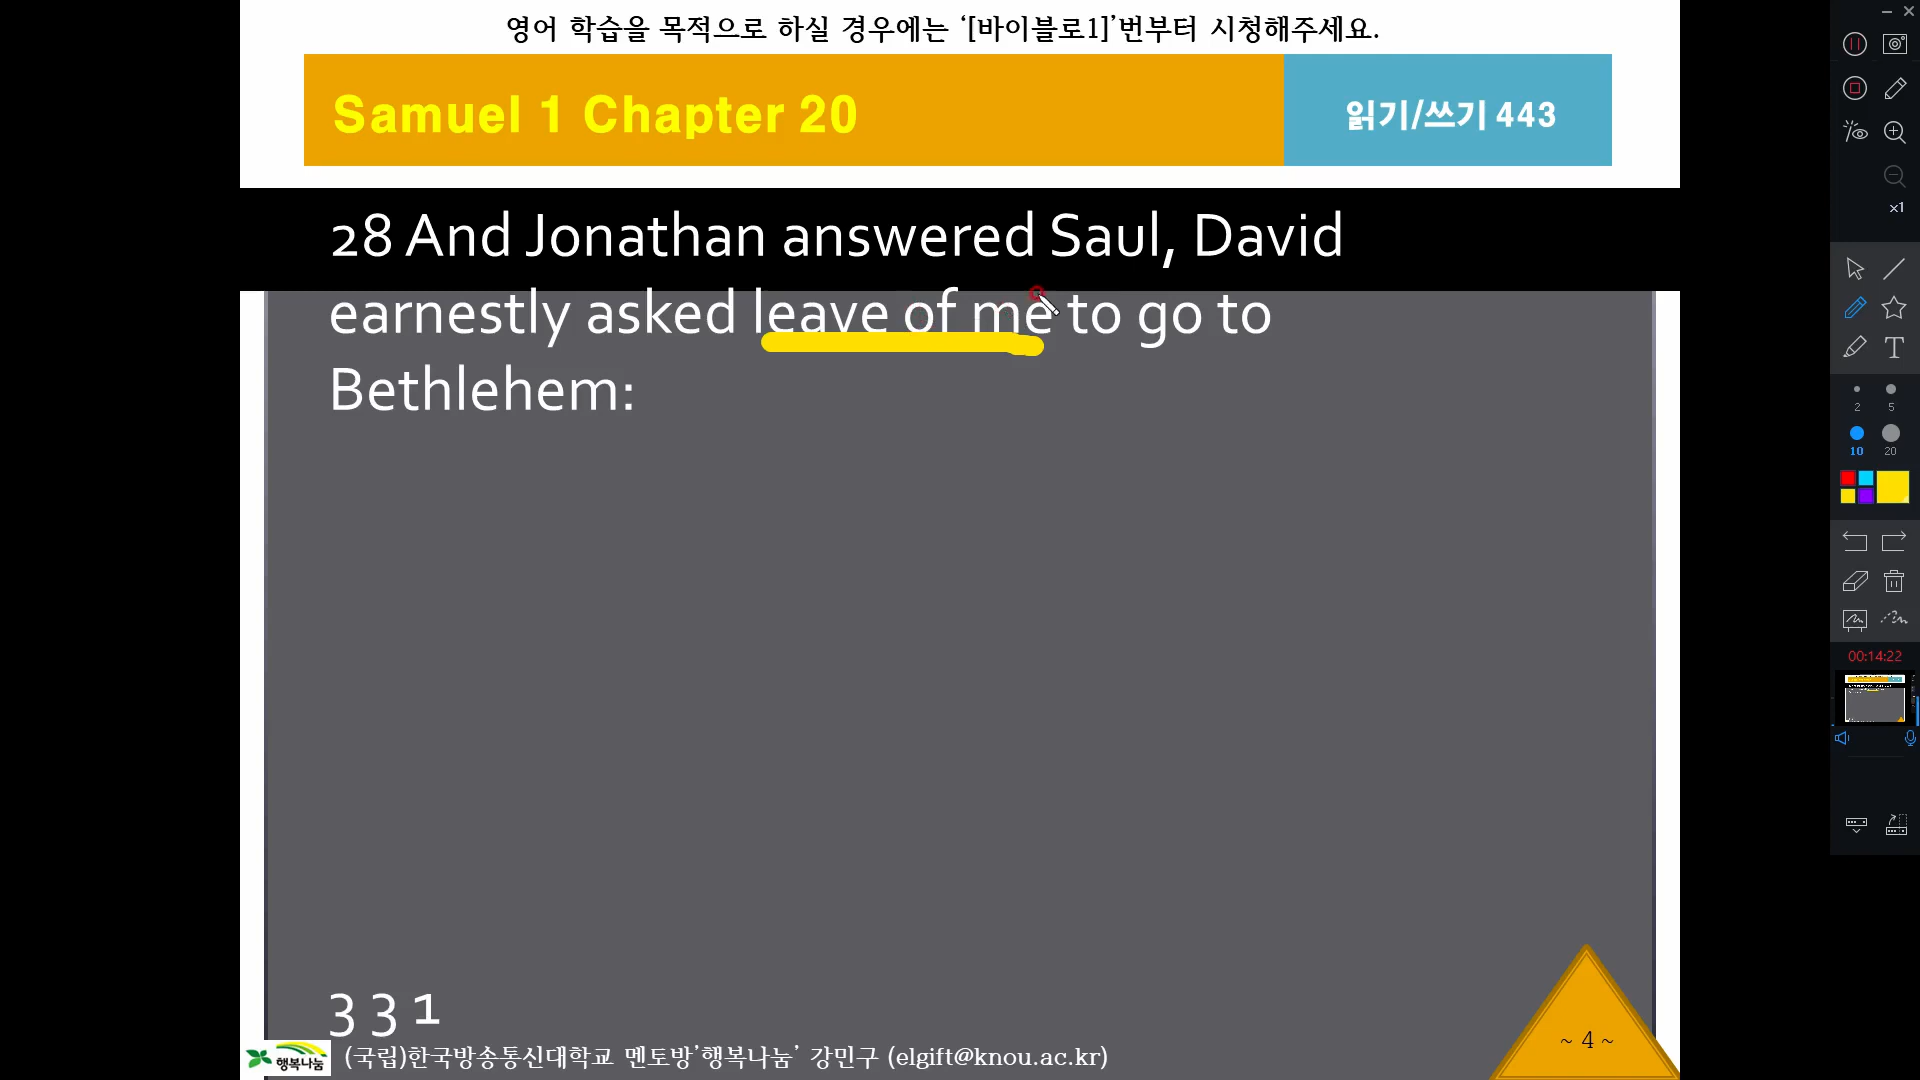 영어 학습을 목적으로 하실 경우에는 ‘[바이블로1]’번부터 시청해주세요.
Samuel 1 Chapter 20
읽기/쓰기 443
x1
28 And Jonathan answered Saul, David
earnestly asked leave of me to go to
Bethlehem:
T
2 5
10 20
00:14:22
3 3 1
행복나눔
(국립)한국방송통신대학교 멘토방’행복나눔’ 강민구 (elgift@knou.ac.kr)
~ 4 ~